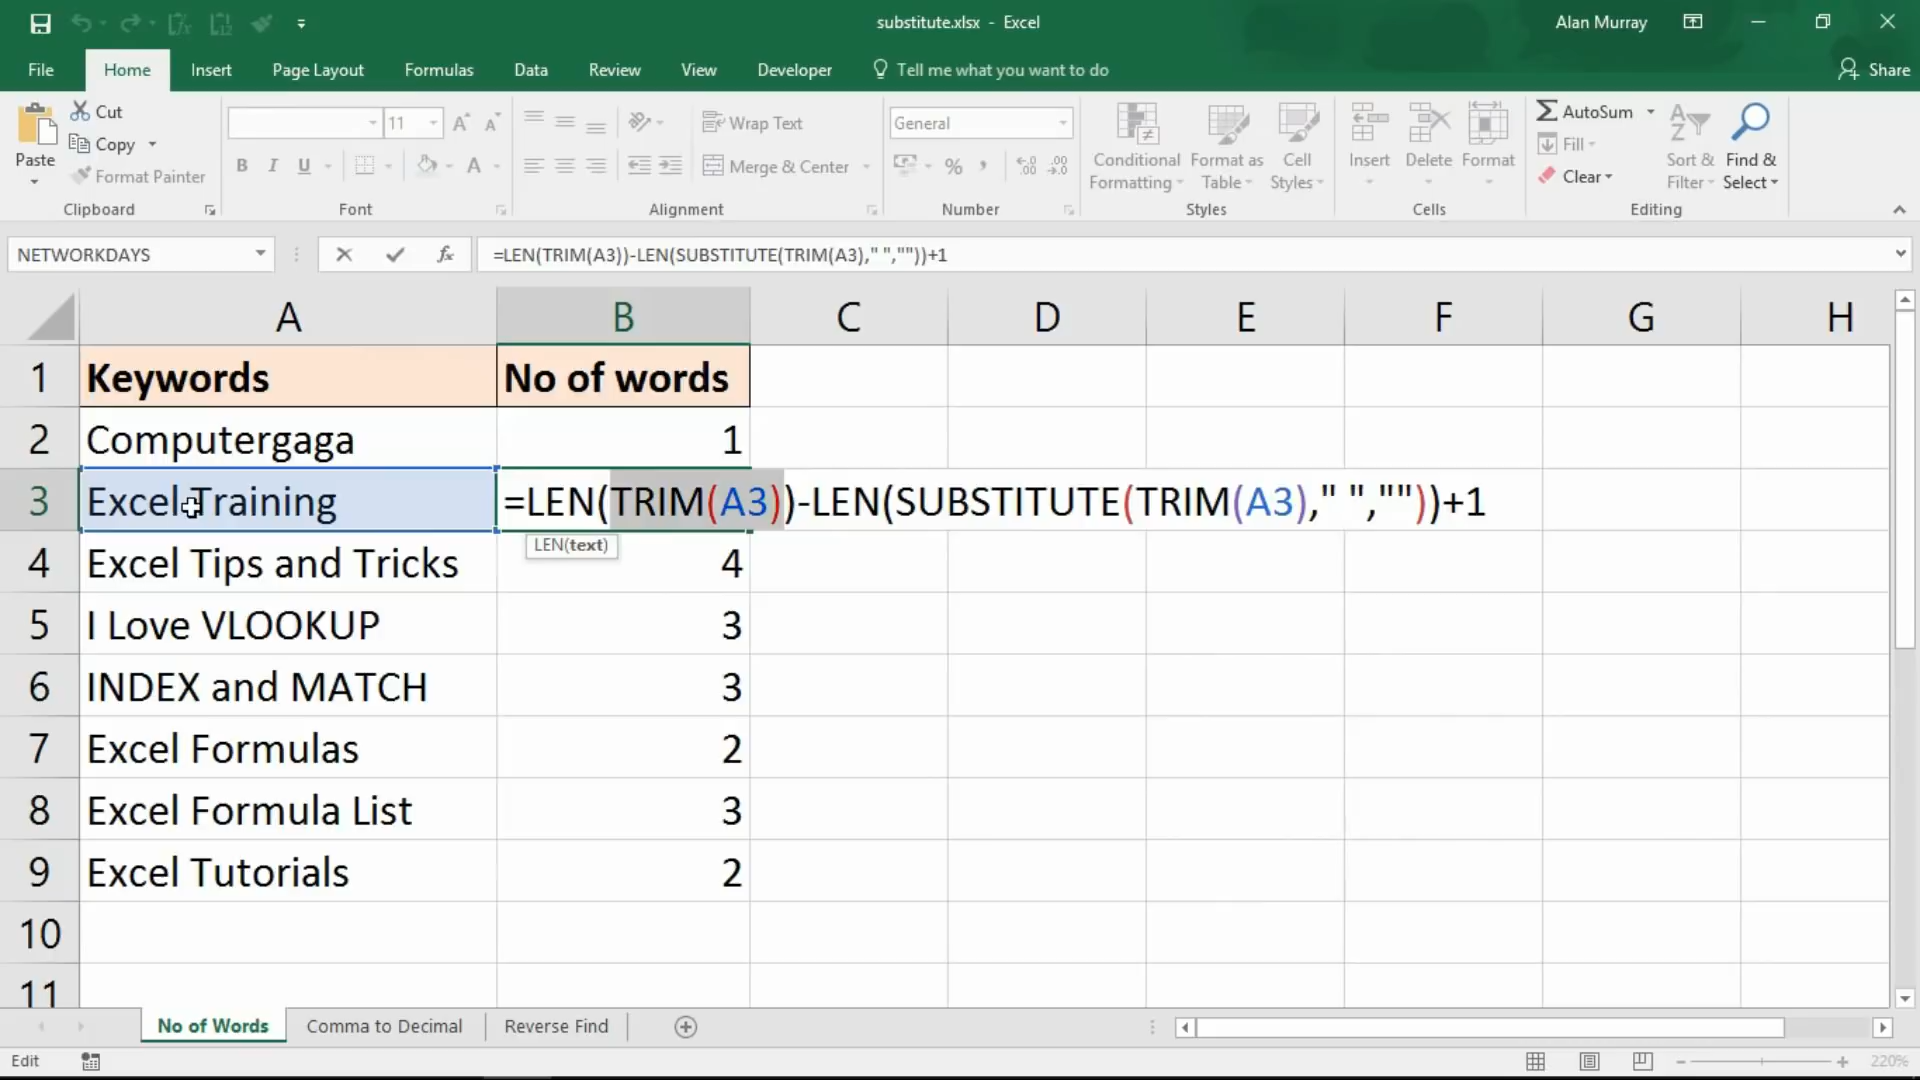 substitute.xlsx - Excel
Alan Murray
File Home Insert Page Layout Formulas Data Review View Developer Tell me what you want to do Share
Paste
Cut
Copy
Format Painter
Clipboard
11
B I U
Font
Wrap Text
Merge & Center
Alignment
General
%
Number
Conditional Formatting
Format as Table
Cell Styles
Styles
Insert
Delete
Format
Cells
AutoSum
Fill
Clear
Sort & Filter
Find & Select
Editing
NETWORKDAYS fx =LEN(TRIM(A3))-LEN(SUBSTITUTE(TRIM(A3)," ",""))+1
A B C D E F G H
1 Keywords No of words
2 Computergaga 1
3 Excel Training =LEN(TRIM(A3))-LEN(SUBSTITUTE(TRIM(A3)," ",""))+1
LEN(text)
4 Excel Tips and Tricks 4
5 I Love VLOOKUP 3
6 INDEX and MATCH 3
7 Excel Formulas 2
8 Excel Formula List 3
9 Excel Tutorials 2
10
11
No of Words Comma to Decimal Reverse Find
Edit 220%